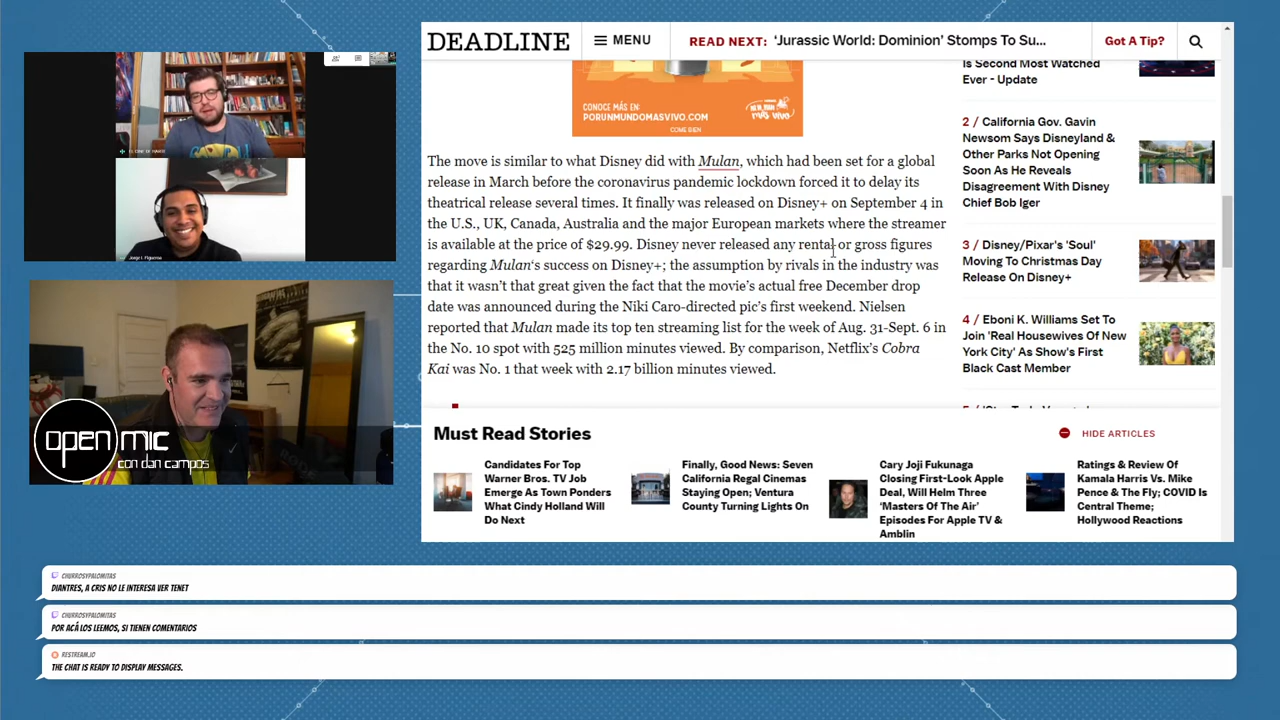 DEADLINE
MENU
READ NEXT: 'Jurassic World: Dominion' Stomps To Su...
Got A Tip?
CONOCE MÁS EN:
PORUNMUNDOMASVIVO.COM
COME BIEN
The move is similar to what Disney did with Mulan, which had been set for a global
release in March before the coronavirus pandemic lockdown forced it to delay its
theatrical release several times. It finally was released on Disney+ on September 4 in
the U.S., UK, Canada, Australia and the major European markets where the streamer
is available at the price of $29.99. Disney never released any rental or gross figures
regarding Mulan's success on Disney+; the assumption by rivals in the industry was
that it wasn't that great given the fact that the movie's actual free December drop
date was announced during the Niki Caro-directed pic's first weekend. Nielsen
reported that Mulan made its top ten streaming list for the week of Aug. 31-Sept. 6 in
the No. 10 spot with 525 million minutes viewed. By comparison, Netflix's Cobra
Kai was No. 1 that week with 2.17 billion minutes viewed.
Is Second Most Watched
Ever - Update
2 / California Gov. Gavin
Newsom Says Disneyland &
Other Parks Not Opening
Soon As He Reveals
Disagreement With Disney
Chief Bob Iger
3 / Disney/Pixar's 'Soul'
Moving To Christmas Day
Release On Disney+
4 / Eboni K. Williams Set To
Join 'Real Housewives Of New
York City' As Show's First
Black Cast Member
Must Read Stories
HIDE ARTICLES
Candidates For Top
Warner Bros. TV Job
Emerge As Town Ponders
What Cindy Holland Will
Do Next
Finally, Good News: Seven
California Regal Cinemas
Staying Open; Ventura
County Turning Lights On
Cary Joji Fukunaga
Closing First-Look Apple
Deal, Will Helm Three
'Masters Of The Air'
Episodes For Apple TV &
Amblin
Ratings & Review Of
Kamala Harris Vs. Mike
Pence & The Fly; COVID Is
Central Theme;
Hollywood Reactions
Jorge I. Figueroa
OPEN MIC
CON DAN CAMPOS
CHURROSYPALOMITAS
DIANTRES, A CRIS NO LE INTERESA VER TENET
CHURROSYPALOMITAS
POR ACÁ LOS LEEMOS, SI TIENEN COMENTARIOS
RESTREAM.IO
THE CHAT IS READY TO DISPLAY MESSAGES.